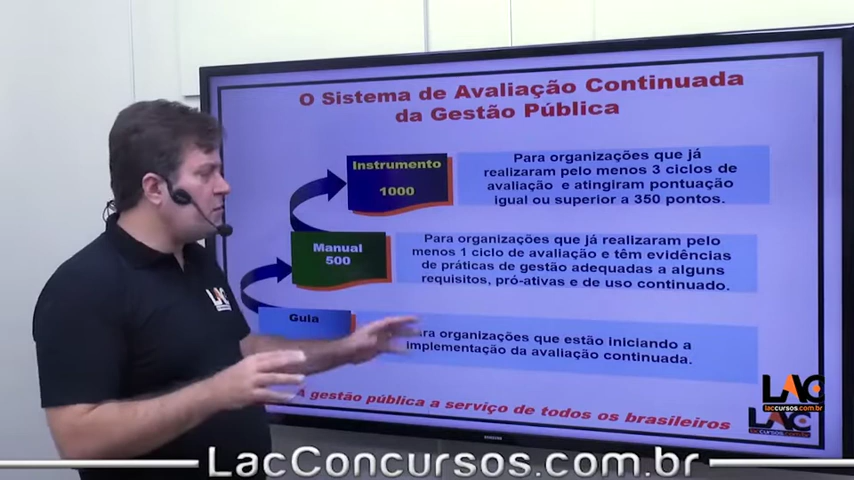 O Sistema de Avaliação Continuada
da Gestão Pública
Instrumento
1000
Para organizações que já
realizaram pelo menos 3 ciclos de
avaliação e atingiram pontuação
igual ou superior a 350 pontos.
Manual
500
Para organizações que já realizaram pelo
menos 1 ciclo de avaliação e têm evidências
de práticas de gestão adequadas a alguns
requisitos, pró-ativas e de uso continuado.
Guia
organizações que estão iniciando a
implementação da avaliação continuada.
A gestão pública a serviço de todos os brasileiros
LAC
LAC
laccursos.com.br
LAC
laccursos.com.br
LacConcursos.com.br